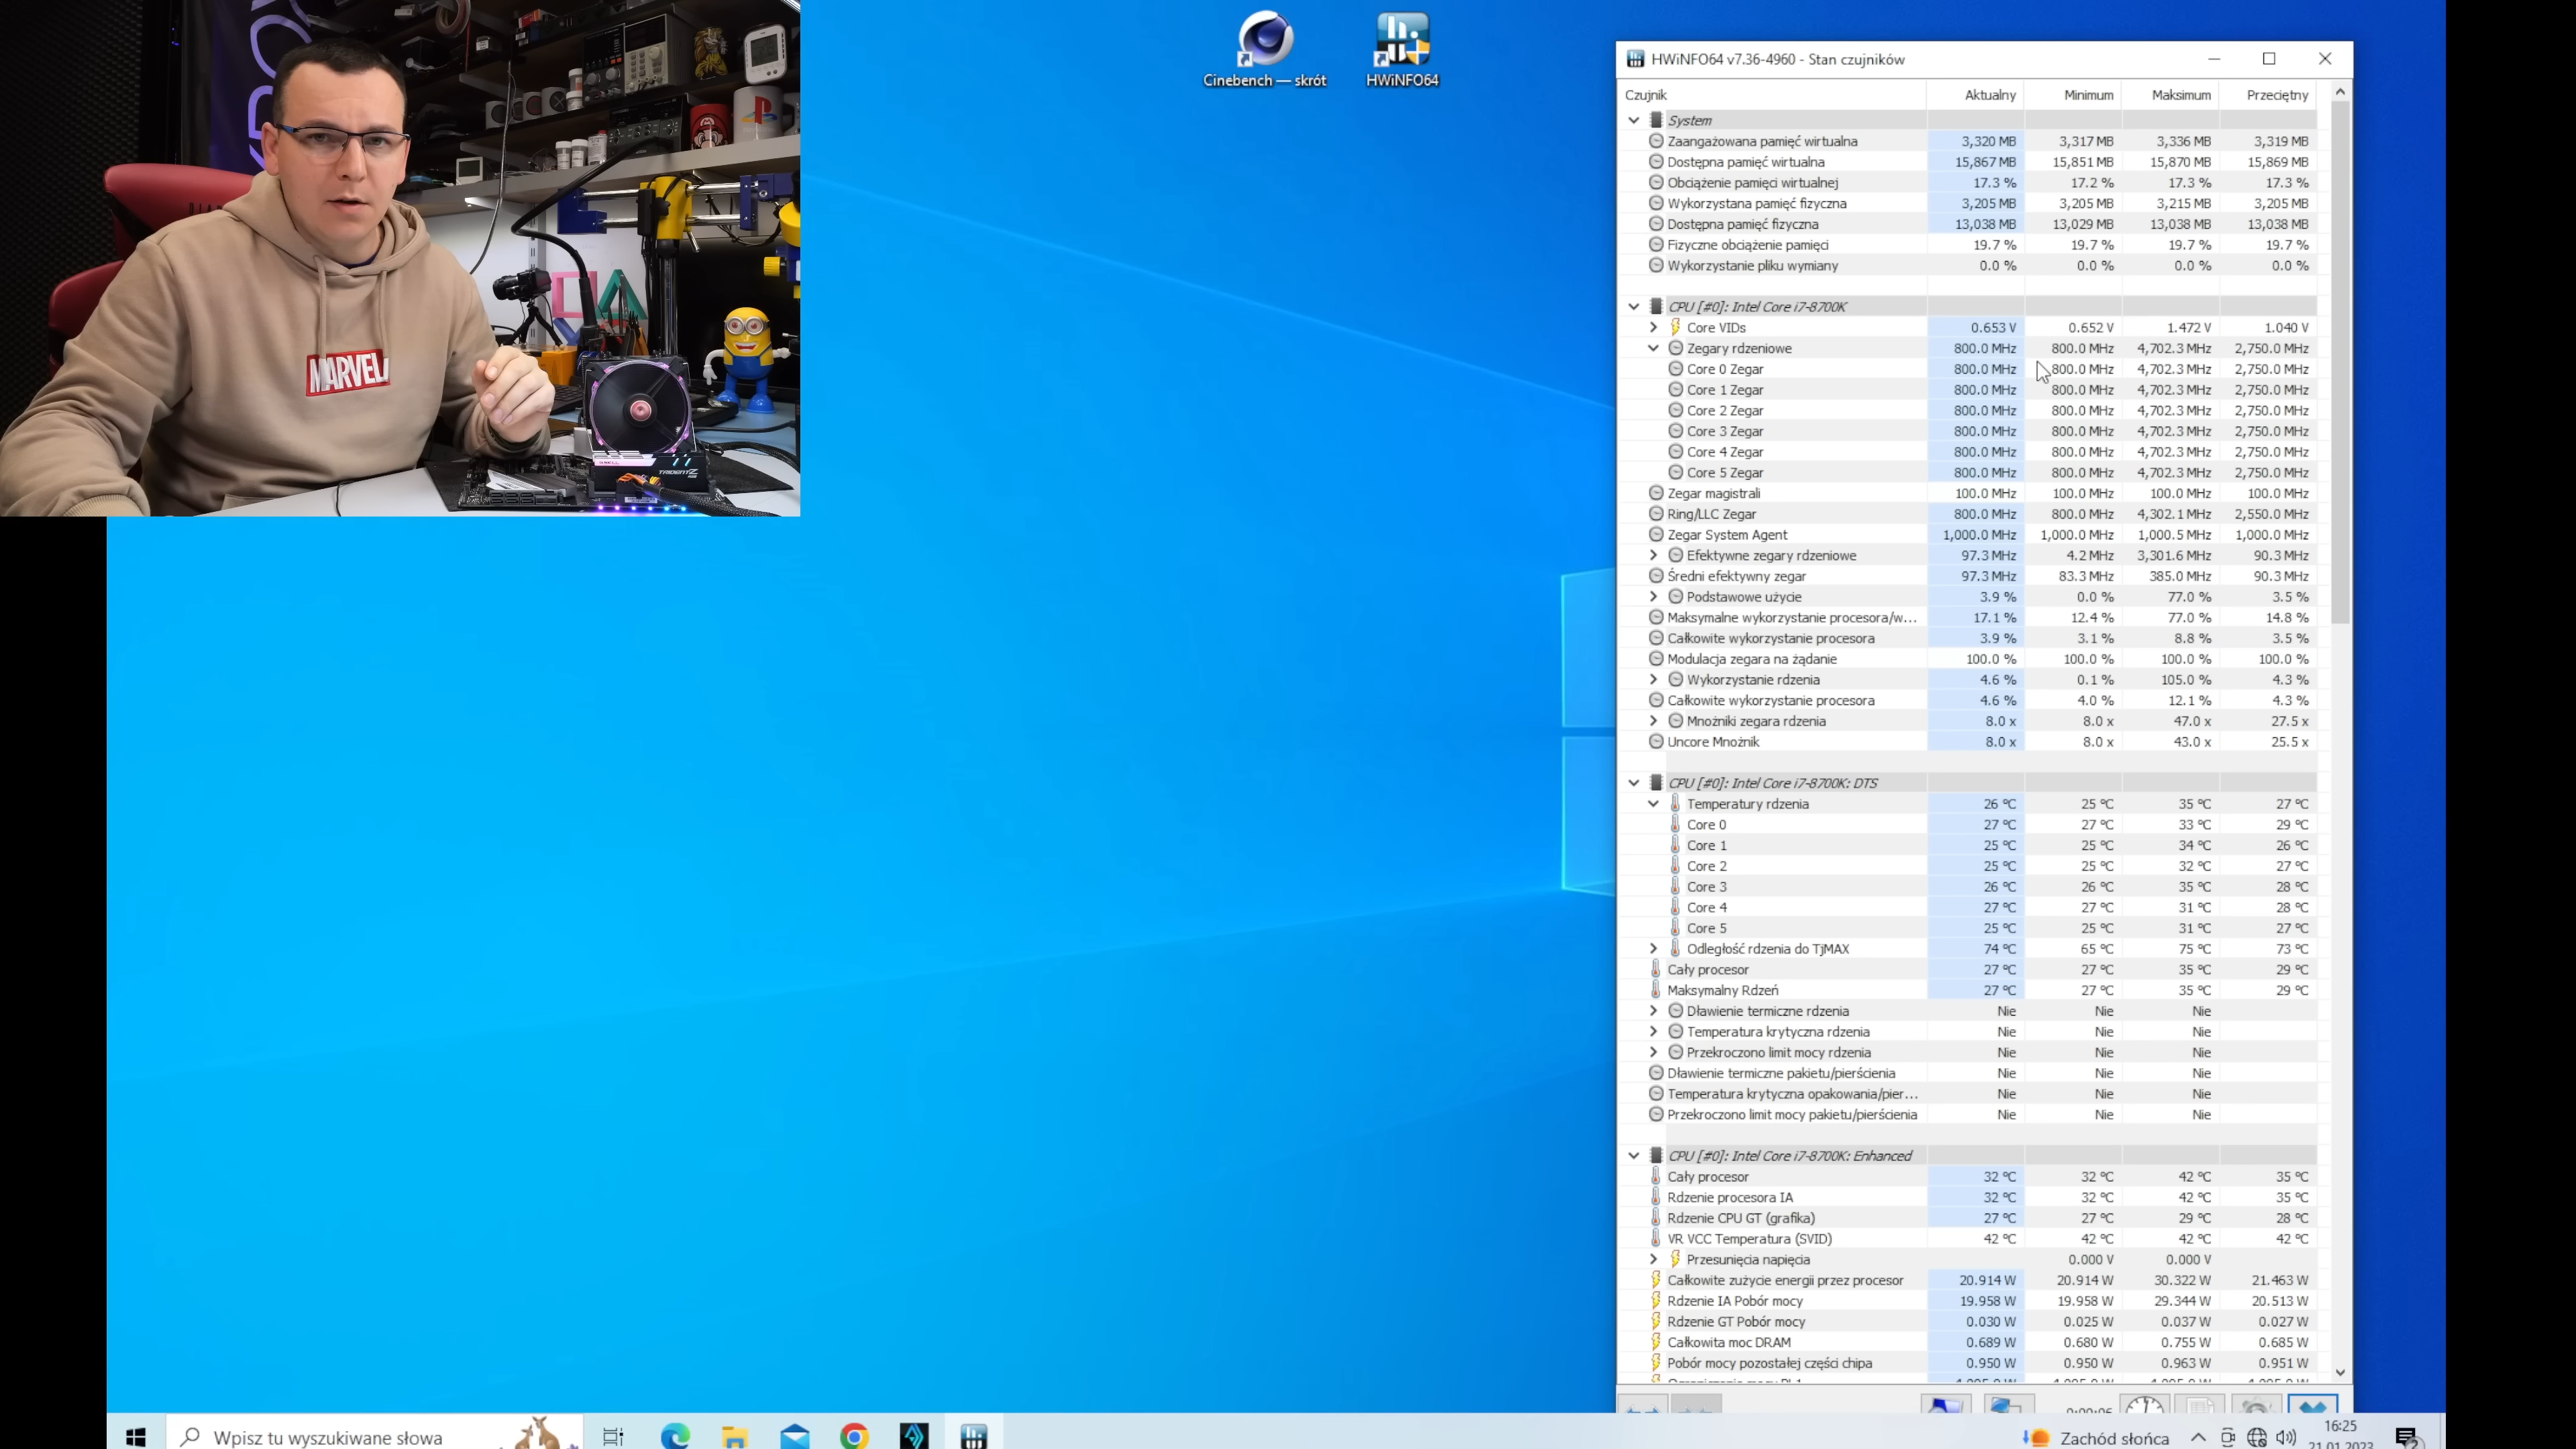 MARVEL
TRIDENTZ
Cinebench — skrót
HWiNFO64
HWiNFO64 v7.36-4960 - Stan czujników
Czujnik Aktualny Minimum Maksimum Przeciętny
System
Zaangażowana pamięć wirtualna 3,320 MB 3,317 MB 3,336 MB 3,319 MB
Dostępna pamięć wirtualna 15,867 MB 15,851 MB 15,870 MB 15,869 MB
Obciążenie pamięci wirtualnej 17.3 % 17.2 % 17.3 % 17.3 %
Wykorzystana pamięć fizyczna 3,205 MB 3,205 MB 3,215 MB 3,205 MB
Dostępna pamięć fizyczna 13,038 MB 13,029 MB 13,038 MB 13,038 MB
Fizyczne obciążenie pamięci 19.7 % 19.7 % 19.7 % 19.7 %
Wykorzystanie pliku wymiany 0.0 % 0.0 % 0.0 % 0.0 %
CPU [#0]: Intel Core i7-8700K
Core VIDs 0.653 V 0.652 V 1.472 V 1.040 V
Zegary rdzeniowe 800.0 MHz 800.0 MHz 4,702.3 MHz 2,750.0 MHz
Core 0 Zegar 800.0 MHz 800.0 MHz 4,702.3 MHz 2,750.0 MHz
Core 1 Zegar 800.0 MHz 800.0 MHz 4,702.3 MHz 2,750.0 MHz
Core 2 Zegar 800.0 MHz 800.0 MHz 4,702.3 MHz 2,750.0 MHz
Core 3 Zegar 800.0 MHz 800.0 MHz 4,702.3 MHz 2,750.0 MHz
Core 4 Zegar 800.0 MHz 800.0 MHz 4,702.3 MHz 2,750.0 MHz
Core 5 Zegar 800.0 MHz 800.0 MHz 4,702.3 MHz 2,750.0 MHz
Zegar magistrali 100.0 MHz 100.0 MHz 100.0 MHz 100.0 MHz
Ring/LLC Zegar 800.0 MHz 800.0 MHz 4,302.1 MHz 2,550.0 MHz
Zegar System Agent 1,000.0 MHz 1,000.0 MHz 1,000.5 MHz 1,000.0 MHz
Efektywne zegary rdzeniowe 97.3 MHz 4.2 MHz 3,301.6 MHz 90.3 MHz
Średni efektywny zegar 97.3 MHz 83.3 MHz 385.0 MHz 90.3 MHz
Podstawowe użycie 3.9 % 0.0 % 77.0 % 3.5 %
Maksymalne wykorzystanie procesora/w... 17.1 % 12.4 % 77.0 % 14.8 %
Całkowite wykorzystanie procesora 3.9 % 3.1 % 8.8 % 3.5 %
Modulacja zegara na żądanie 100.0 % 100.0 % 100.0 % 100.0 %
Wykorzystanie rdzenia 4.6 % 0.1 % 105.0 % 4.3 %
Całkowite wykorzystanie procesora 4.6 % 4.0 % 12.1 % 4.3 %
Mnożniki zegara rdzenia 8.0 x 8.0 x 47.0 x 27.5 x
Uncore Mnożnik 8.0 x 8.0 x 43.0 x 25.5 x
CPU [#0]: Intel Core i7-8700K: DTS
Temperatury rdzenia 26 °C 25 °C 35 °C 27 °C
Core 0 27 °C 27 °C 33 °C 29 °C
Core 1 25 °C 25 °C 34 °C 26 °C
Core 2 25 °C 25 °C 32 °C 27 °C
Core 3 26 °C 26 °C 35 °C 28 °C
Core 4 27 °C 27 °C 31 °C 28 °C
Core 5 25 °C 25 °C 31 °C 27 °C
Odległość rdzenia do TjMAX 74 °C 65 °C 75 °C 73 °C
Cały procesor 27 °C 27 °C 35 °C 29 °C
Maksymalny Rdzeń 27 °C 27 °C 35 °C 29 °C
Dławienie termiczne rdzenia Nie Nie Nie
Temperatura krytyczna rdzenia Nie Nie Nie
Przekroczono limit mocy rdzenia Nie Nie Nie
Dławienie termiczne pakietu/pierścienia Nie Nie Nie
Temperatura krytyczna opakowania/pier... Nie Nie Nie
Przekroczono limit mocy pakietu/pierścienia Nie Nie Nie
CPU [#0]: Intel Core i7-8700K: Enhanced
Cały procesor 32 °C 32 °C 42 °C 35 °C
Rdzenie procesora IA 32 °C 32 °C 42 °C 35 °C
Rdzenie CPU GT (grafika) 27 °C 27 °C 29 °C 28 °C
VR VCC Temperatura (SVID) 42 °C 42 °C 42 °C 42 °C
Przesunięcia napięcia 0.000 V 0.000 V
Całkowite zużycie energii przez procesor 20.914 W 20.914 W 30.322 W 21.463 W
Rdzenie IA Pobór mocy 19.958 W 19.958 W 29.344 W 20.513 W
Rdzenie GT Pobór mocy 0.030 W 0.025 W 0.037 W 0.027 W
Całkowita moc DRAM 0.689 W 0.680 W 0.755 W 0.685 W
Pobór mocy pozostałej części chipa 0.950 W 0.950 W 0.963 W 0.951 W
Wpisz tu wyszukiwane słowa
Zachód słońca
16:25
21.01.2023